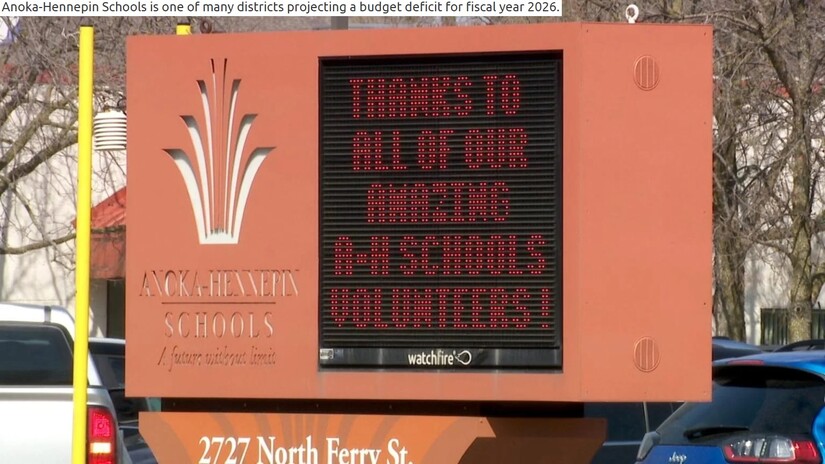 Anoka-Hennepin Schools is one of many districts projecting a budget deficit for fiscal year 2026.
THANKS TO
ALL OF OUR
AMAZING
A-H SCHOOLS
VOLUNTEERS!
ANOKA-HENNEPIN
SCHOOLS
A future without limit
watchfire
2727 North Ferry St.